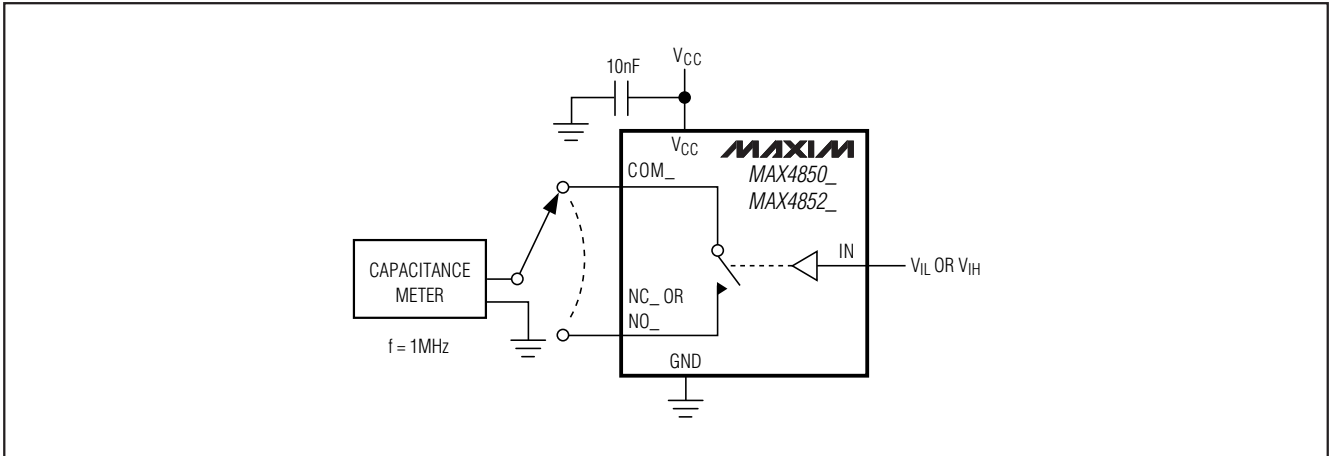 10nF
VCC
VCC
MAXIM
MAX4850_
MAX4852_
COM_
IN
VIL OR VIH
CAPACITANCE
METER
f = 1MHz
NC_ OR
NO_
GND